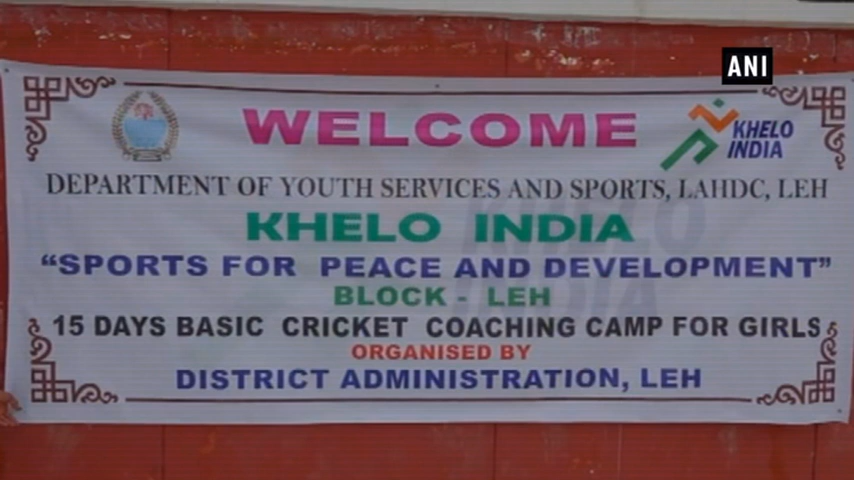 ANI
WELCOME
KHELO
INDIA
DEPARTMENT OF YOUTH SERVICES AND SPORTS, LAHDC, LEH
KHELO INDIA
“SPORTS FOR PEACE AND DEVELOPMENT”
BLOCK - LEH
15 DAYS BASIC CRICKET COACHING CAMP FOR GIRLS
ORGANISED BY
DISTRICT ADMINISTRATION, LEH